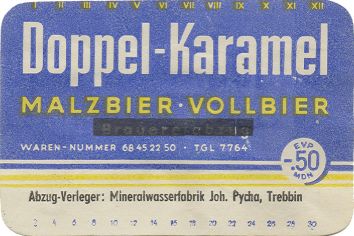 I II III IV V VI VII VIII IX X XI XII
Doppel-Karamel
MALZBIER · VOLLBIER
Brauereiabzug
WAREN-NUMMER 68 45 22 50 · TGL 7764
EVP
-.50
MDN
Abzug-Verleger: Mineralwasserfabrik Joh. Pycha, Trebbin
2 4 6 8 10 12 14 16 18 20 22 24 26 28 30